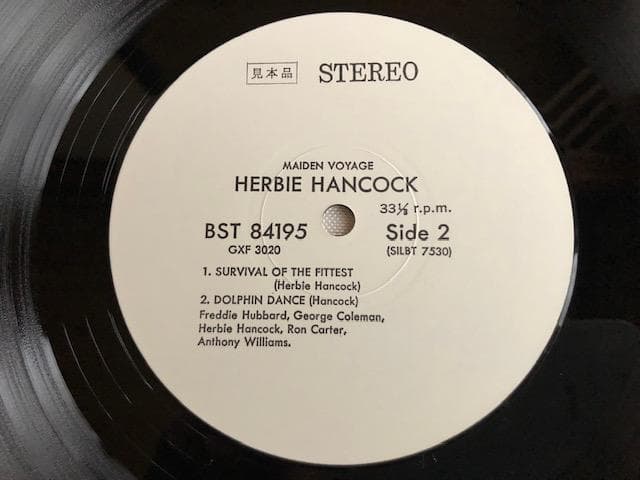 見本品 STEREO
MAIDEN VOYAGE
HERBIE HANCOCK
33⅓ r.p.m.
BST 84195 Side 2
GXF 3020 (SILBT 7530)
1. SURVIVAL OF THE FITTEST
(Herbie Hancock)
2. DOLPHIN DANCE (Hancock)
Freddie Hubbard, George Coleman,
Herbie Hancock, Ron Carter,
Anthony Williams.